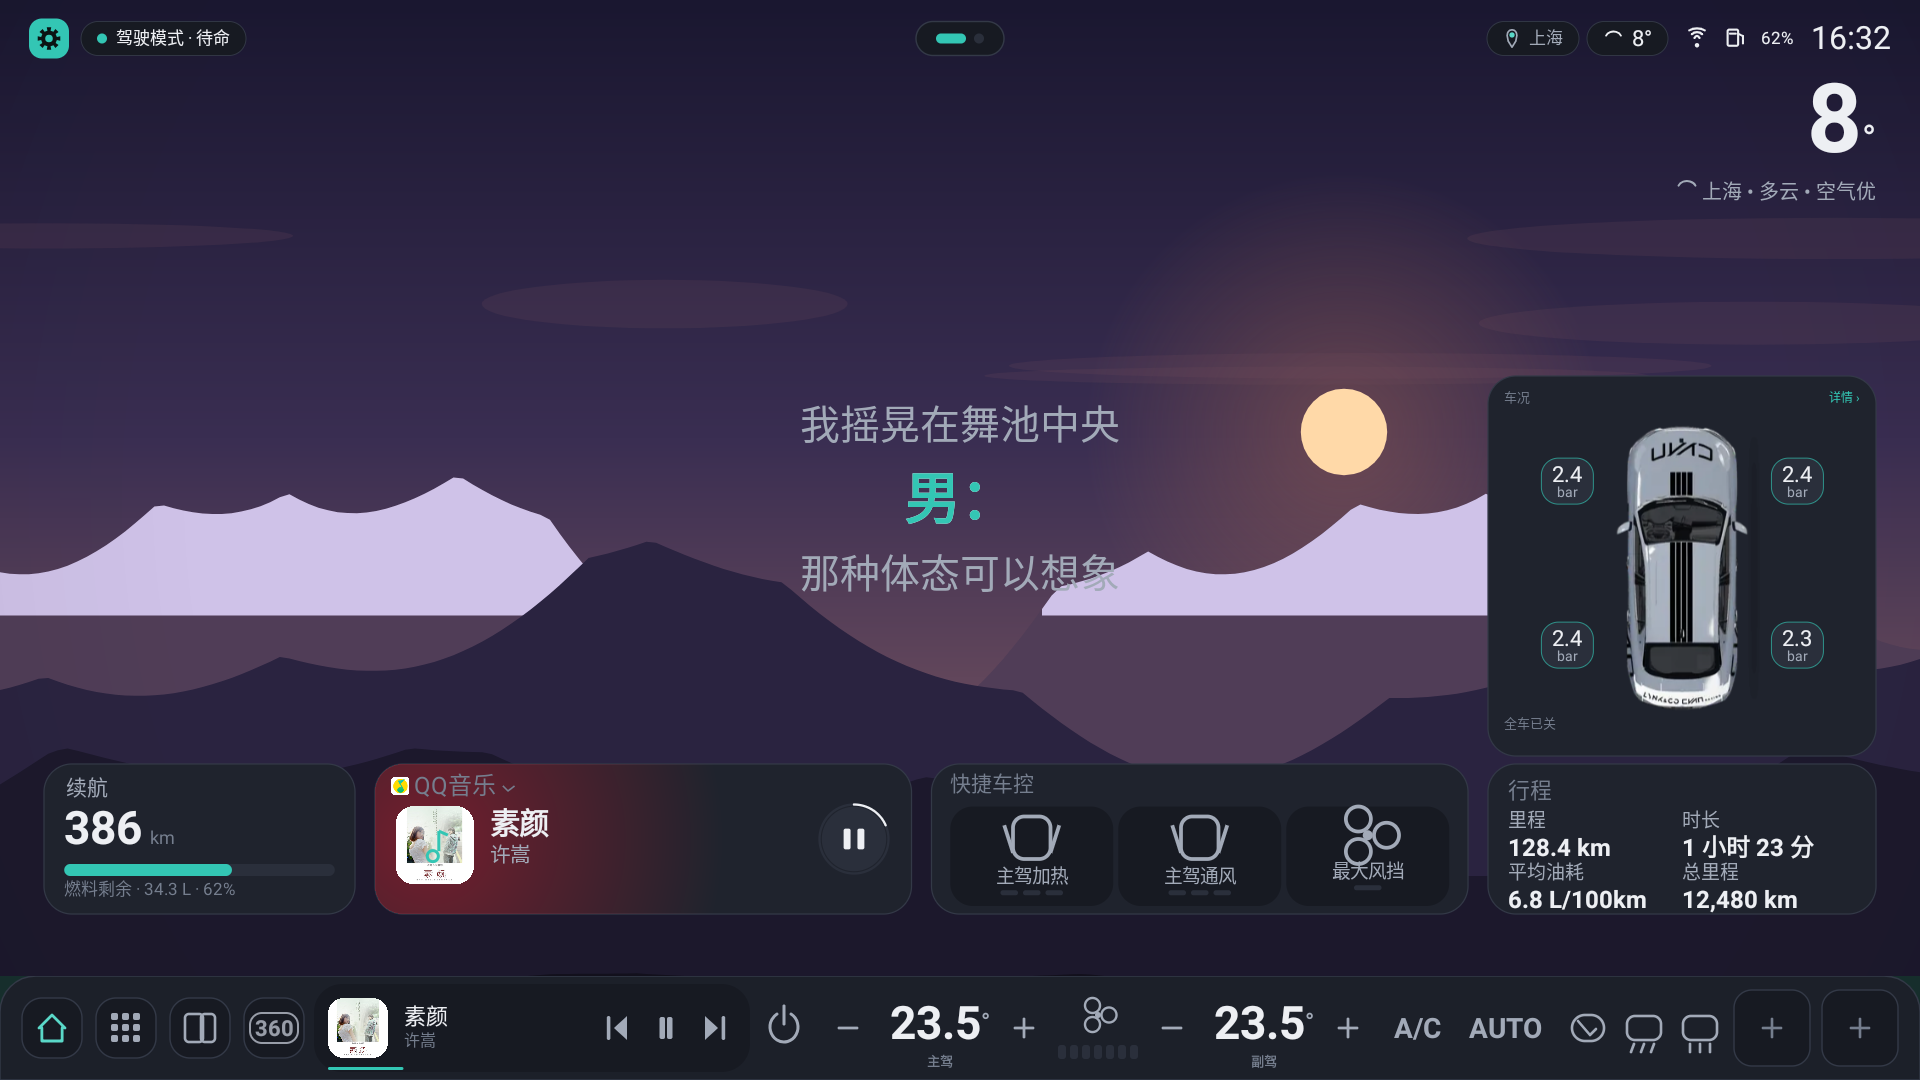 驾驶模式 · 待命
上海
8°
62%
16:32
8°
上海 • 多云 • 空气优
我摇晃在舞池中央
男：
那种体态可以想象
车况
详情 ›
2.4 bar
2.4 bar
2.4 bar
2.3 bar
全车已关
续航
386 km
燃料剩余 · 34.3 L · 62%
QQ音乐
素颜
许嵩
快捷车控
主驾加热
主驾通风
最大风挡
行程
里程
128.4 km
时长
1 小时 23 分
平均油耗
6.8 L/100km
总里程
12,480 km
360
素颜
许嵩
23.5°
主驾
23.5°
副驾
A/C
AUTO